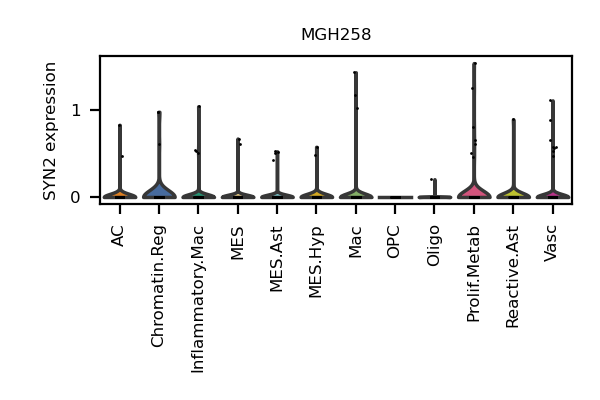 MGH258
SYN2 expression
1
0
AC
Chromatin.Reg
Inflammatory.Mac
MES
MES.Ast
MES.Hyp
Mac
OPC
Oligo
Prolif.Metab
Reactive.Ast
Vasc